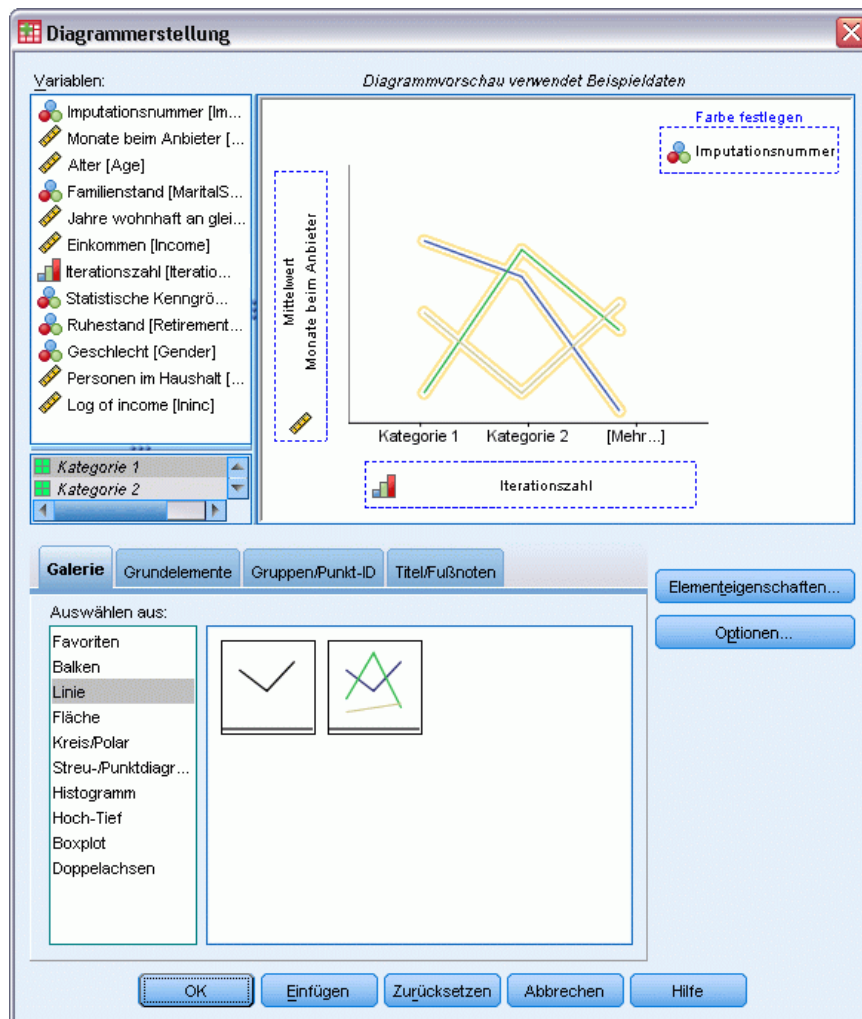 Diagrammerstellung
Variablen:
Diagrammvorschau verwendet Beispieldaten
Imputationsnummer [Im...
Monate beim Anbieter [...
Alter [Age]
Familienstand [MaritalS...
Jahre wohnhaft an glei...
Einkommen [Income]
Iterationszahl [Iteratio...
Statistische Kenngrö...
Ruhestand [Retirement...
Geschlecht [Gender]
Personen im Haushalt [...
Log of income [lninc]
Kategorie 1
Kategorie 2
Farbe festlegen
Imputationsnummer
Mittelwert
Monate beim Anbieter
Kategorie 1
Kategorie 2
[Mehr...]
Iterationszahl
Galerie
Grundelemente
Gruppen/Punkt-ID
Titel/Fußnoten
Elementeigenschaften...
Optionen...
Auswählen aus:
Favoriten
Balken
Linie
Fläche
Kreis/Polar
Streu-/Punktdiagr...
Histogramm
Hoch-Tief
Boxplot
Doppelachsen
OK
Einfügen
Zurücksetzen
Abbrechen
Hilfe